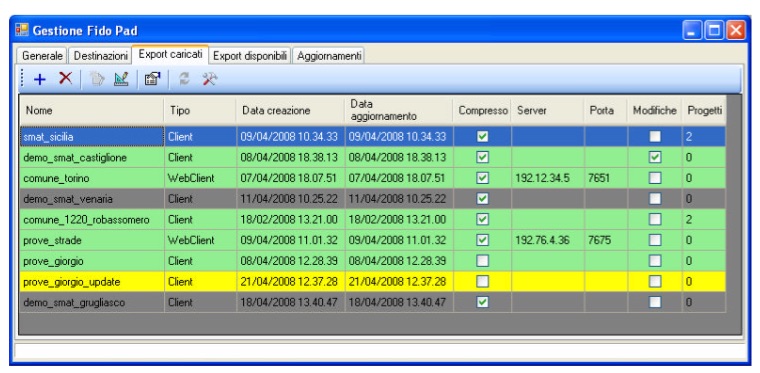 Gestione Fido Pad
Generale Destinazioni Export caricati Export disponibili Aggiornamenti
Nome Tipo Data creazione Data aggiornamento Compresso Server Porta Modifiche Progetti
smat_sicilia Client 09/04/2008 10.34.33 09/04/2008 10.34.33 2
demo_smat_castiglione Client 08/04/2008 18.38.13 08/04/2008 18.38.13 0
comune_torino WebClient 07/04/2008 18.07.51 07/04/2008 18.07.51 192.12.34.5 7651 0
demo_smat_venaria Client 11/04/2008 10.25.22 11/04/2008 10.25.22 0
comune_1220_robassomero Client 18/02/2008 13.21.00 18/02/2008 13.21.00 2
prove_strade WebClient 09/04/2008 11.01.32 09/04/2008 11.01.32 192.76.4.36 7675 0
prove_giorgio Client 08/04/2008 12.28.39 08/04/2008 12.28.39 0
prove_giorgio_update Client 21/04/2008 12.37.28 21/04/2008 12.37.28 0
demo_smat_grugliasco Client 18/04/2008 13.40.47 18/04/2008 13.40.47 0